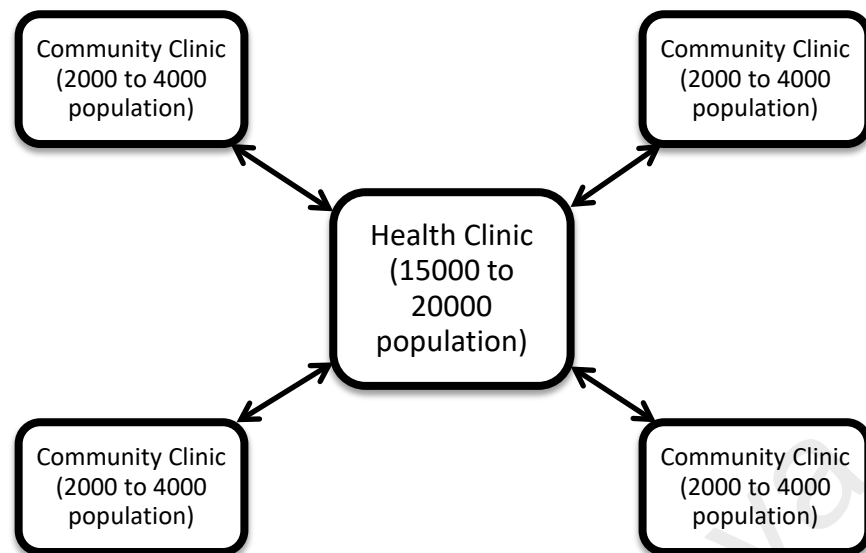 Community Clinic
(2000 to 4000
population)
Community Clinic
(2000 to 4000
population)
Health Clinic
(15000 to
20000
population)
Community Clinic
(2000 to 4000
population)
Community Clinic
(2000 to 4000
population)